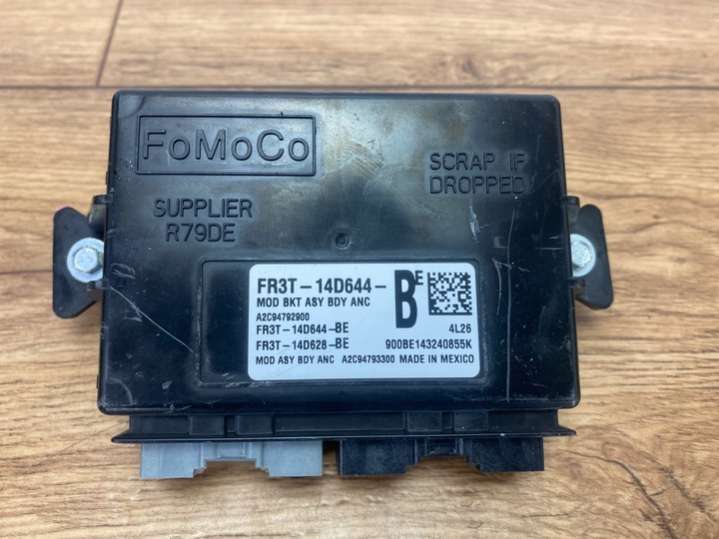 FoMoCo
SCRAP IF
DROPPED
SUPPLIER
R79DE
FR3T-14D644- BE
MOD BKT ASY BDY ANC
A2C94792900
FR3T-14D644-BE 4L26
FR3T-14D628-BE 900BE143240855K
MOD ASY BDY ANC A2C94793300 MADE IN MEXICO